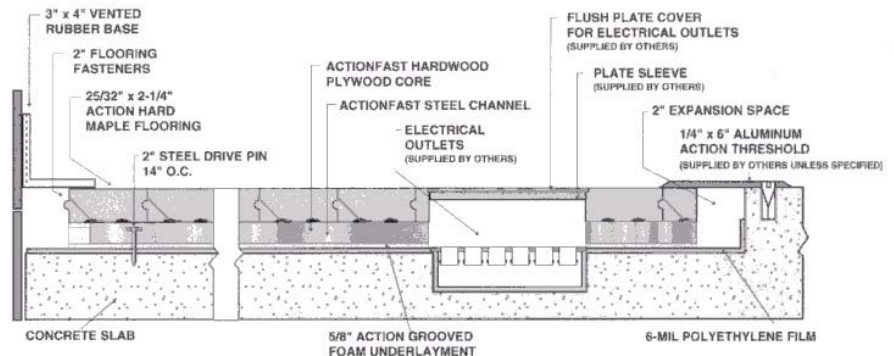 3" x 4" VENTED
RUBBER BASE
2" FLOORING
FASTENERS
25/32" x 2-1/4"
ACTION HARD
MAPLE FLOORING
2" STEEL DRIVE PIN
14" O.C.
ACTIONFAST HARDWOOD
PLYWOOD CORE
ACTIONFAST STEEL CHANNEL
ELECTRICAL
OUTLETS
(SUPPLIED BY OTHERS)
FLUSH PLATE COVER
FOR ELECTRICAL OUTLETS
(SUPPLIED BY OTHERS)
PLATE SLEEVE
(SUPPLIED BY OTHERS)
2" EXPANSION SPACE
1/4" x 6" ALUMINUM
ACTION THRESHOLD
(SUPPLIED BY OTHERS UNLESS SPECIFIED)
CONCRETE SLAB
5/8" ACTION GROOVED
FOAM UNDERLAYMENT
6-MIL POLYETHYLENE FILM